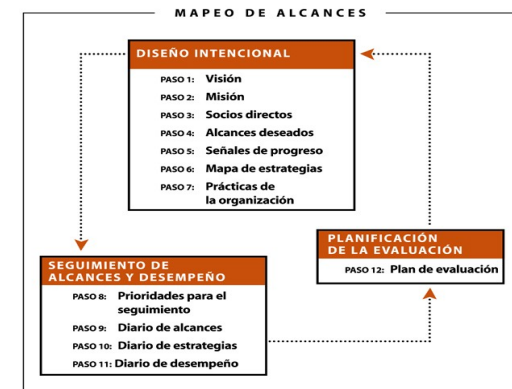 MAPEO DE ALCANCES
DISEÑO INTENCIONAL
PASO 1: Visión
PASO 2: Misión
PASO 3: Socios directos
PASO 4: Alcances deseados
PASO 5: Señales de progreso
PASO 6: Mapa de estrategias
PASO 7: Prácticas de
la organización
SEGUIMIENTO DE
ALCANCES Y DESEMPEÑO
PASO 8: Prioridades para el
seguimiento
PASO 9: Diario de alcances
PASO 10: Diario de estrategias
PASO 11: Diario de desempeño
PLANIFICACIÓN
DE LA EVALUACIÓN
PASO 12: Plan de evaluación